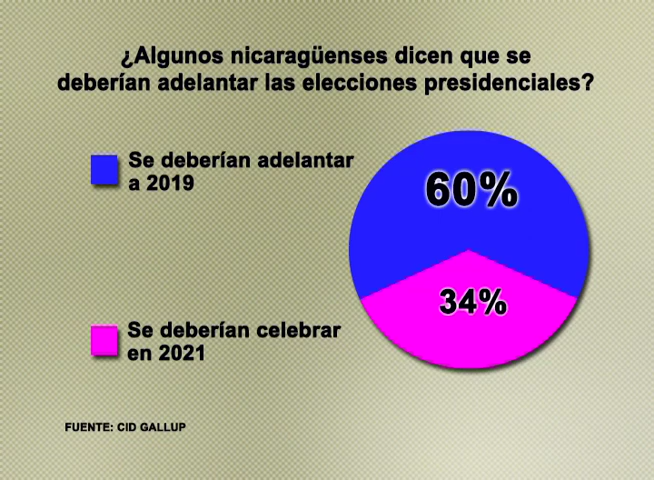 ¿Algunos nicaragüenses dicen que se
deberían adelantar las elecciones presidenciales?
Se deberían adelantar
a 2019
60%
34%
Se deberían celebrar
en 2021
FUENTE: CID GALLUP